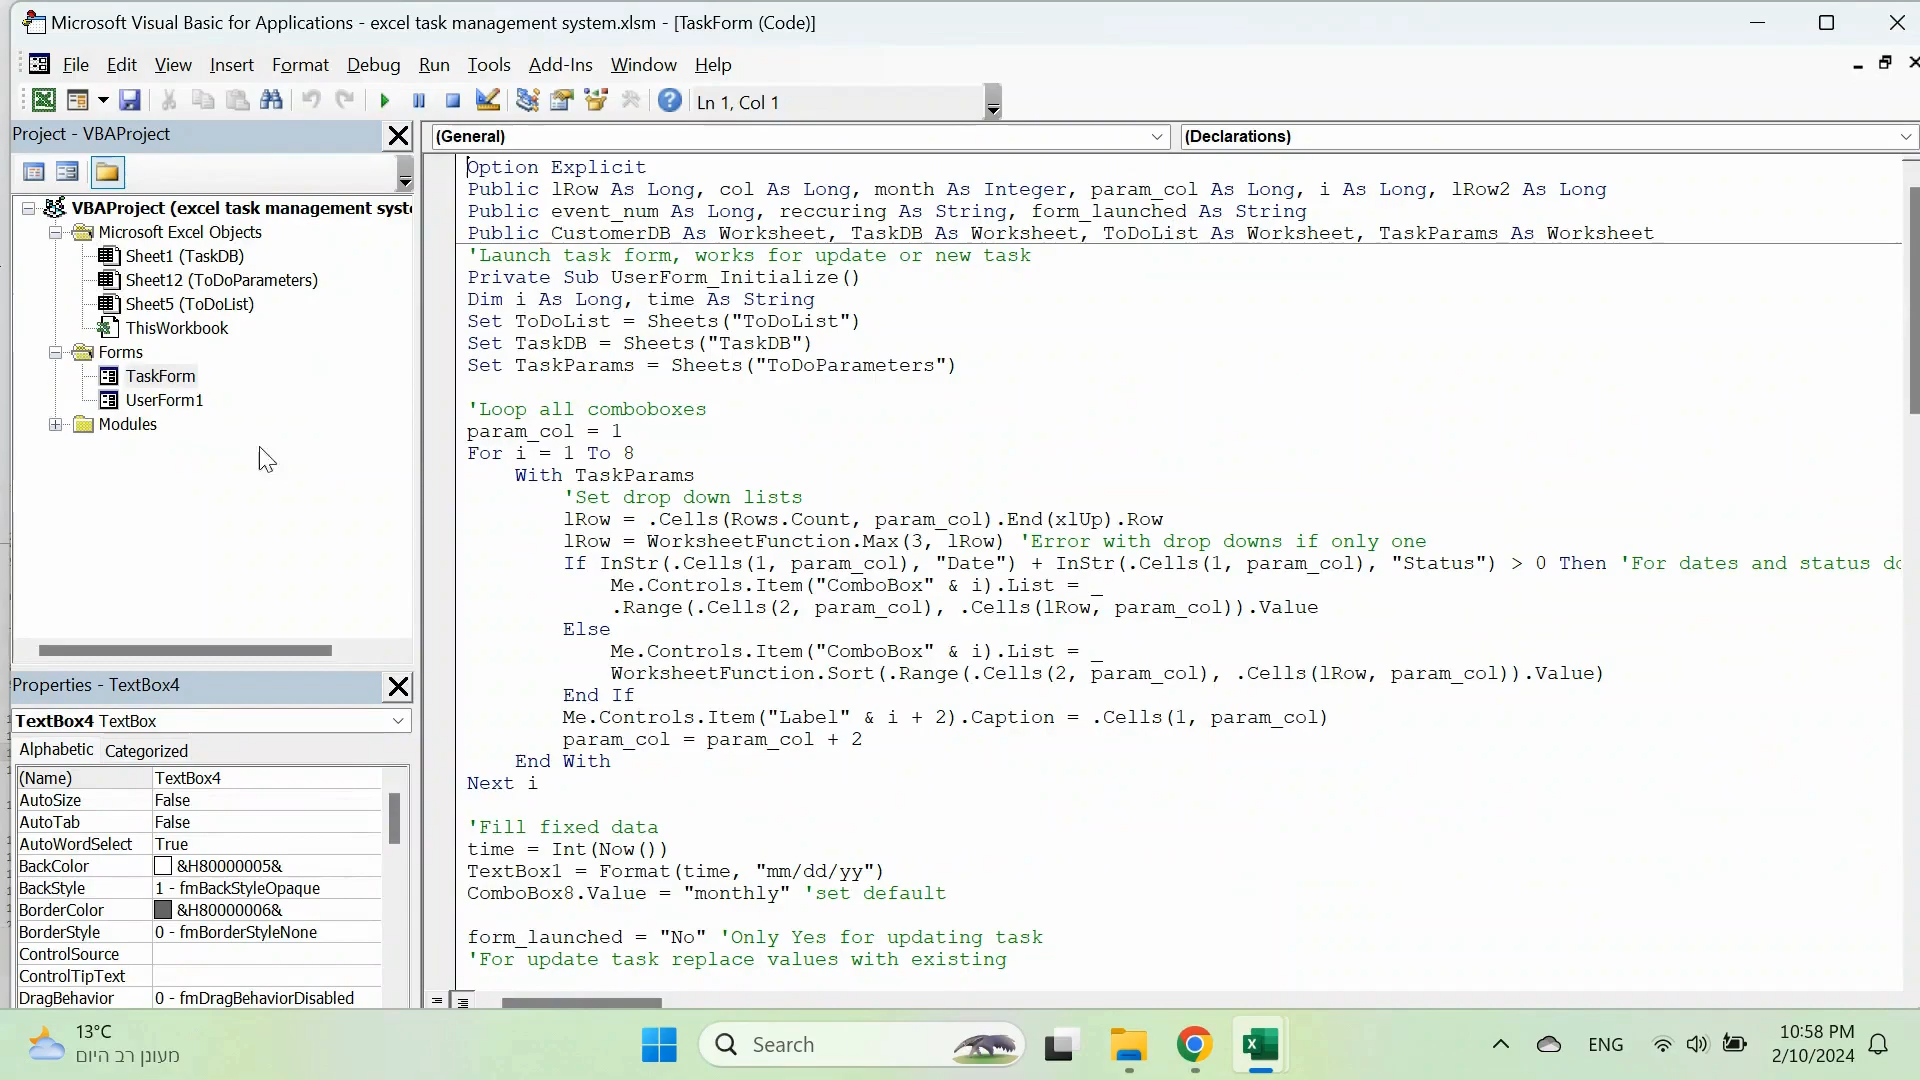 Microsoft Visual Basic for Applications - excel task management system.xlsm - [TaskForm (Code)]
File Edit View Insert Format Debug Run Tools Add-Ins Window Help
Ln 1, Col 1
Project - VBAProject
(General)
(Declarations)
VBAProject (excel task management syst
Microsoft Excel Objects
Sheet1 (TaskDB)
Sheet12 (ToDoParameters)
Sheet5 (ToDoList)
ThisWorkbook
Forms
TaskForm
UserForm1
Modules
Properties - TextBox4
TextBox4 TextBox
Alphabetic Categorized
(Name) TextBox4
AutoSize False
AutoTab False
AutoWordSelect True
BackColor &H80000005&
BackStyle 1 - fmBackStyleOpaque
BorderColor &H80000006&
BorderStyle 0 - fmBorderStyleNone
ControlSource
ControlTipText
DragBehavior 0 - fmDragBehaviorDisabled
Option Explicit
Public lRow As Long, col As Long, month As Integer, param_col As Long, i As Long, lRow2 As Long
Public event_num As Long, reccuring As String, form_launched As String
Public CustomerDB As Worksheet, TaskDB As Worksheet, ToDoList As Worksheet, TaskParams As Worksheet
'Launch task form, works for update or new task
Private Sub UserForm_Initialize()
Dim i As Long, time As String
Set ToDoList = Sheets("ToDoList")
Set TaskDB = Sheets("TaskDB")
Set TaskParams = Sheets("ToDoParameters")
'Loop all comboboxes
param_col = 1
For i = 1 To 8
With TaskParams
'Set drop down lists
lRow = .Cells(Rows.Count, param_col).End(xlUp).Row
lRow = WorksheetFunction.Max(3, lRow) 'Error with drop downs if only one
If InStr(.Cells(1, param_col), "Date") + InStr(.Cells(1, param_col), "Status") > 0 Then 'For dates and status do
Me.Controls.Item("ComboBox" & i).List = _
.Range(.Cells(2, param_col), .Cells(lRow, param_col)).Value
Else
Me.Controls.Item("ComboBox" & i).List = _
WorksheetFunction.Sort(.Range(.Cells(2, param_col), .Cells(lRow, param_col)).Value)
End If
Me.Controls.Item("Label" & i + 2).Caption = .Cells(1, param_col)
param_col = param_col + 2
End With
Next i
'Fill fixed data
time = Int(Now())
TextBox1 = Format(time, "mm/dd/yy")
ComboBox8.Value = "monthly" 'set default
form_launched = "No" 'Only Yes for updating task
'For update task replace values with existing
13°C
מעונן רב היום
Search
ENG
10:58 PM
2/10/2024